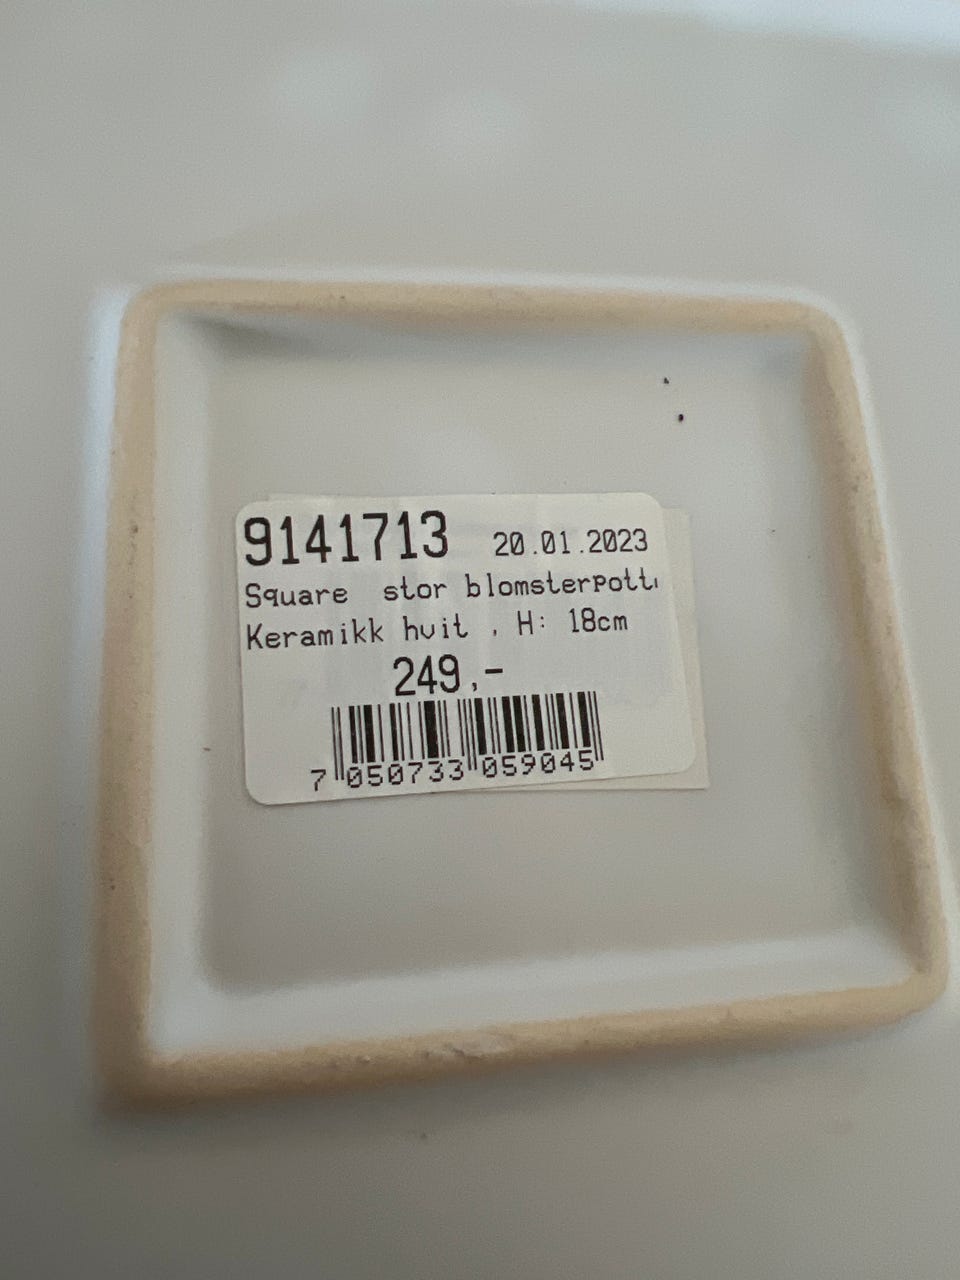 9141713 20.01.2023
Square stor blomsterpott
Keramikk hvit , H: 18cm
249,-
7 050733 059045